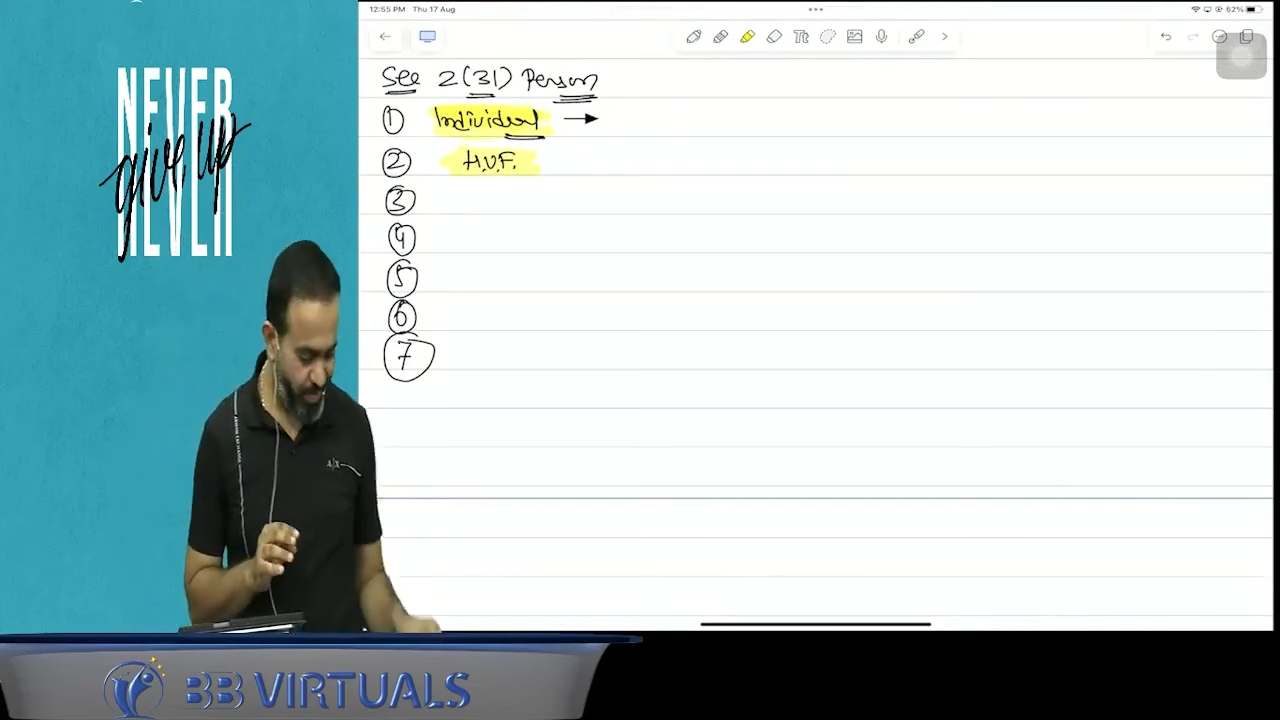 12:55 PM Thu 17 Aug
62%
NEVER
give up
NEVER
See 2(31) Person
① Individual →
② H.U.F.
③
④
⑤
⑥
⑦
A|X
BB VIRTUALS